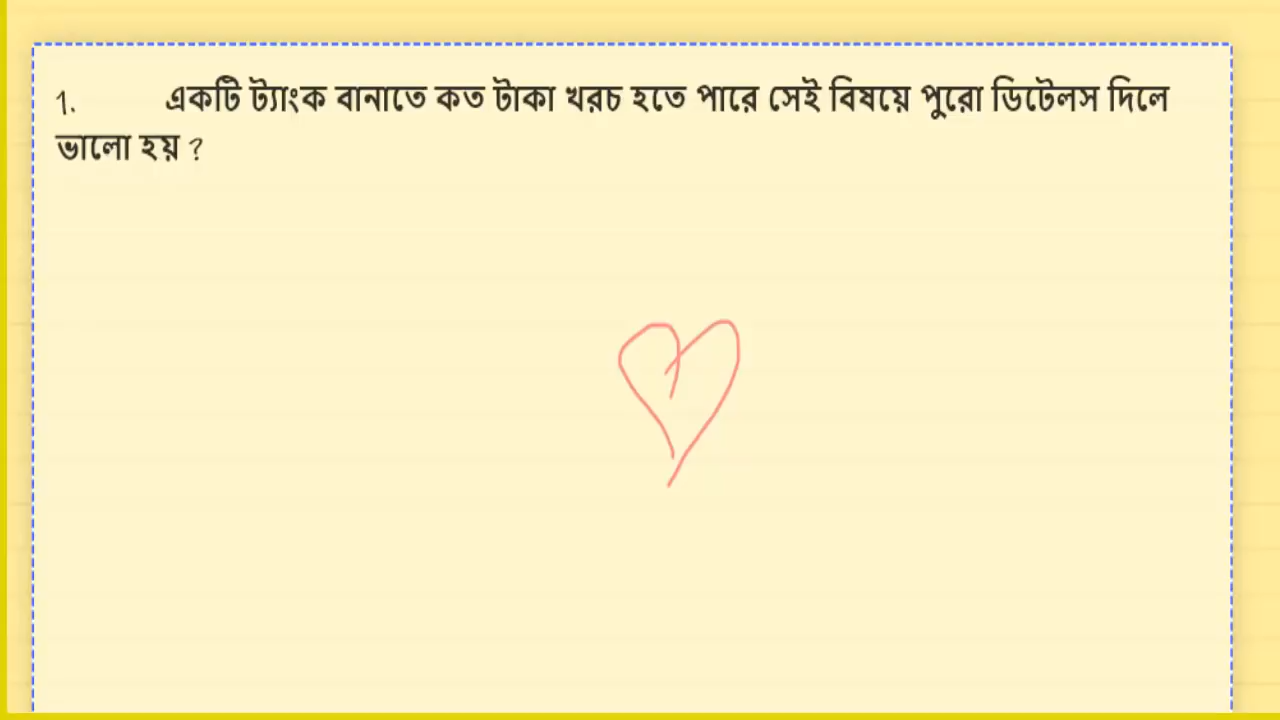 1. একটি ট্যাংক বানাতে কত টাকা খরচ হতে পারে সেই বিষয়ে পুরো ডিটেলস দিলে
ভালো হয় ?